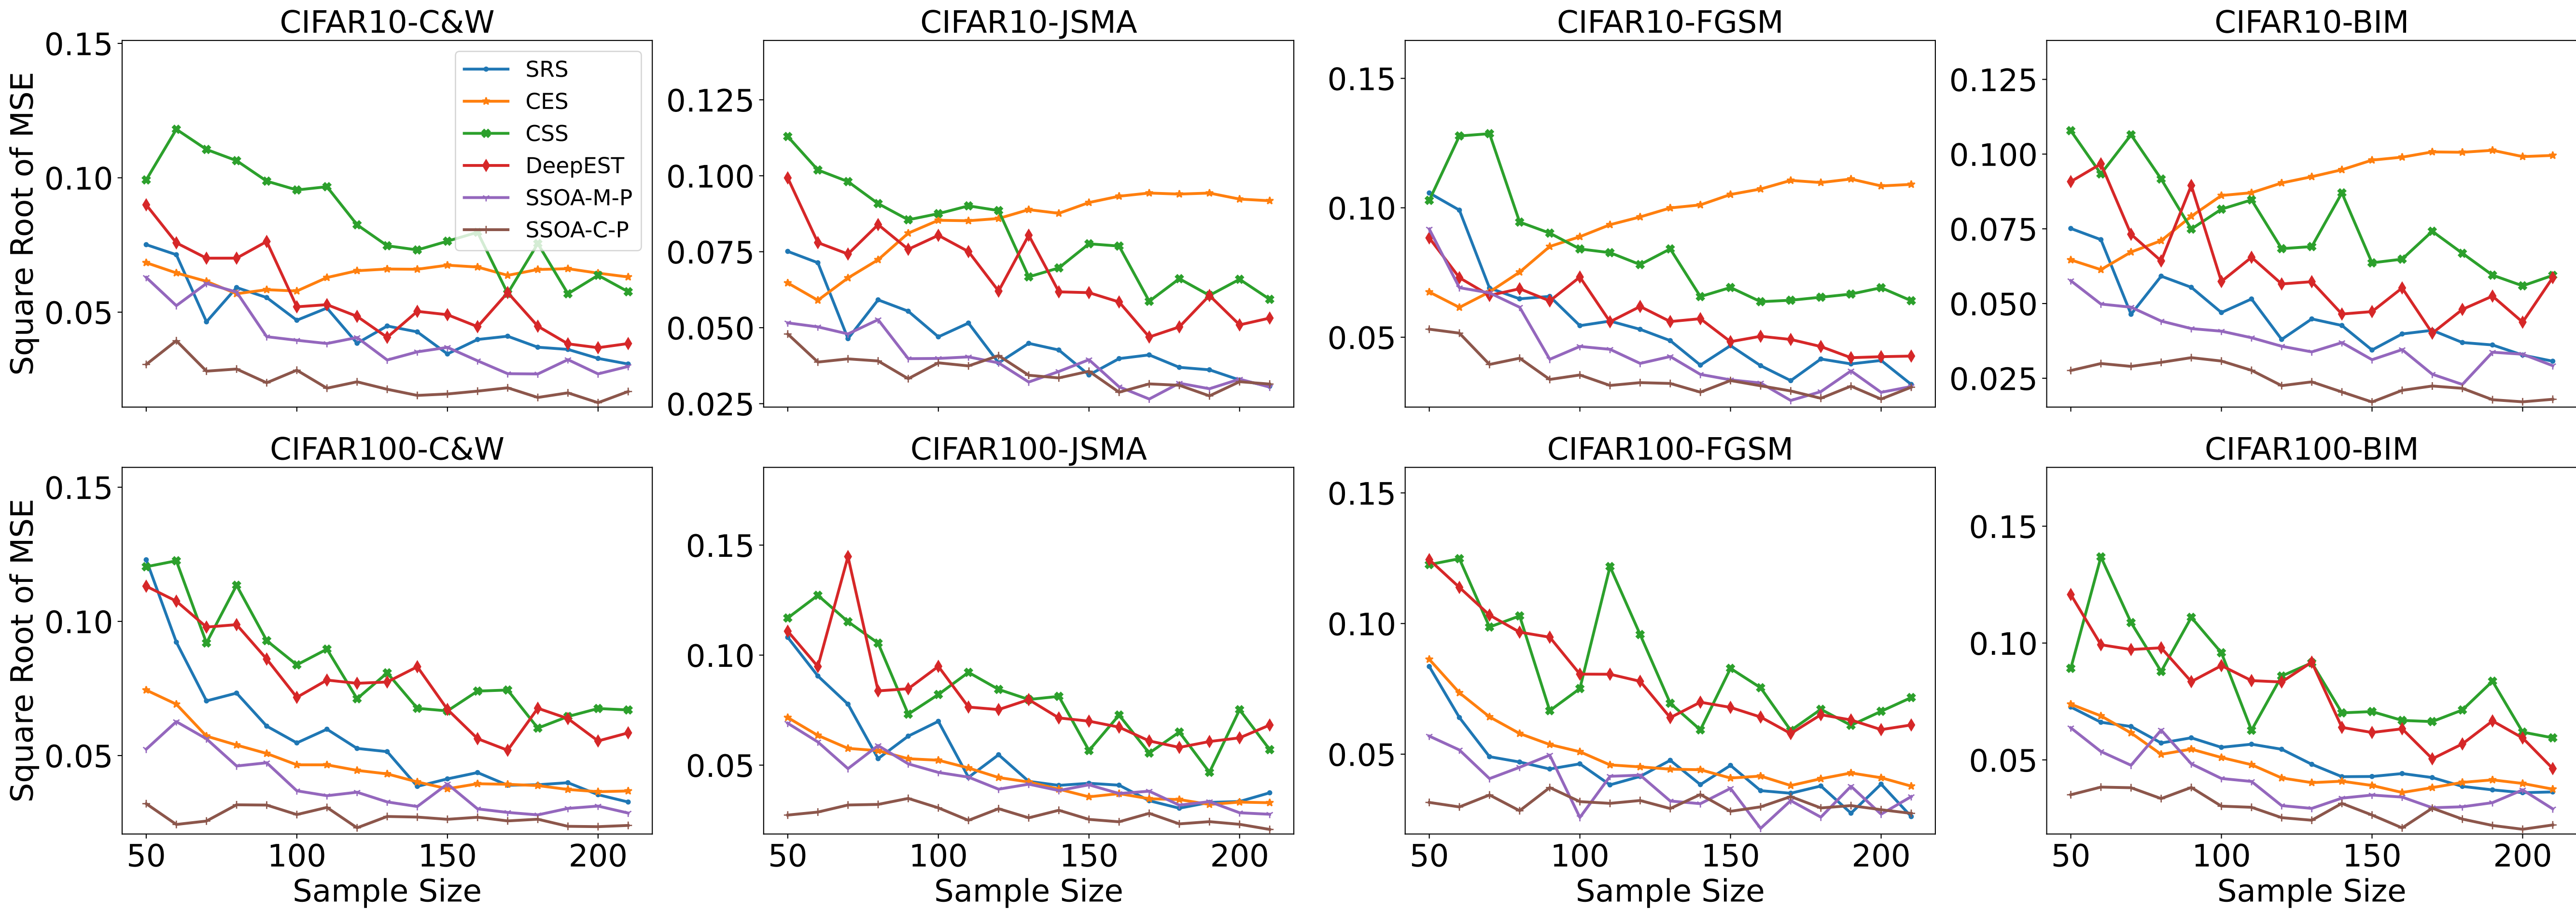 CIFAR10-C&W
CIFAR10-JSMA
CIFAR10-FGSM
CIFAR10-BIM
Square Root of MSE
0.15
0.10
0.05
SRS
CES
CSS
DeepEST
SSOA-M-P
SSOA-C-P
0.125
0.100
0.075
0.050
0.025
0.15
0.10
0.05
0.125
0.100
0.075
0.050
0.025
CIFAR100-C&W
CIFAR100-JSMA
CIFAR100-FGSM
CIFAR100-BIM
Square Root of MSE
0.15
0.10
0.05
50 100 150 200
Sample Size
0.15
0.10
0.05
50 100 150 200
Sample Size
0.15
0.10
0.05
50 100 150 200
Sample Size
0.15
0.10
0.05
50 100 150 200
Sample Size